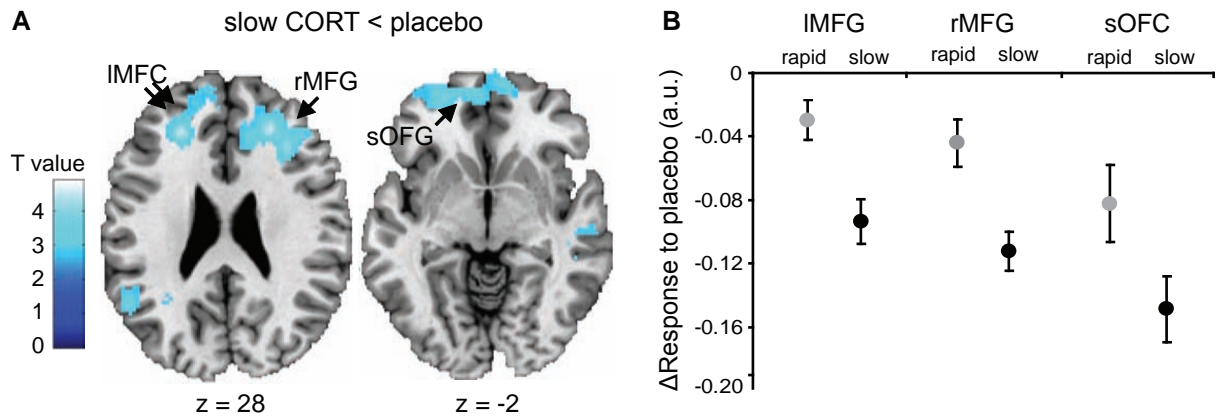 A
slow CORT < placebo
lMFC
rMFG
sOFG
T value
4
3
2
1
0
z = 28
z = -2
B
lMFG
rMFG
sOFC
rapid
slow
rapid
slow
rapid
slow
ΔResponse to placebo (a.u.)
0
-0.04
-0.08
-0.12
-0.16
-0.20